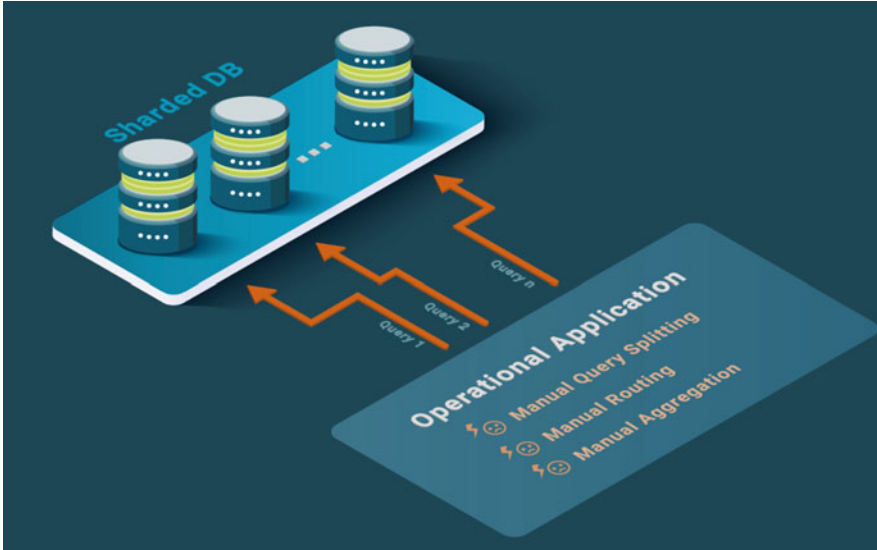 Sharded DB
Query n
Query 2
Query 1
Operational Application
Manual Query Splitting
Manual Routing
Manual Aggregation